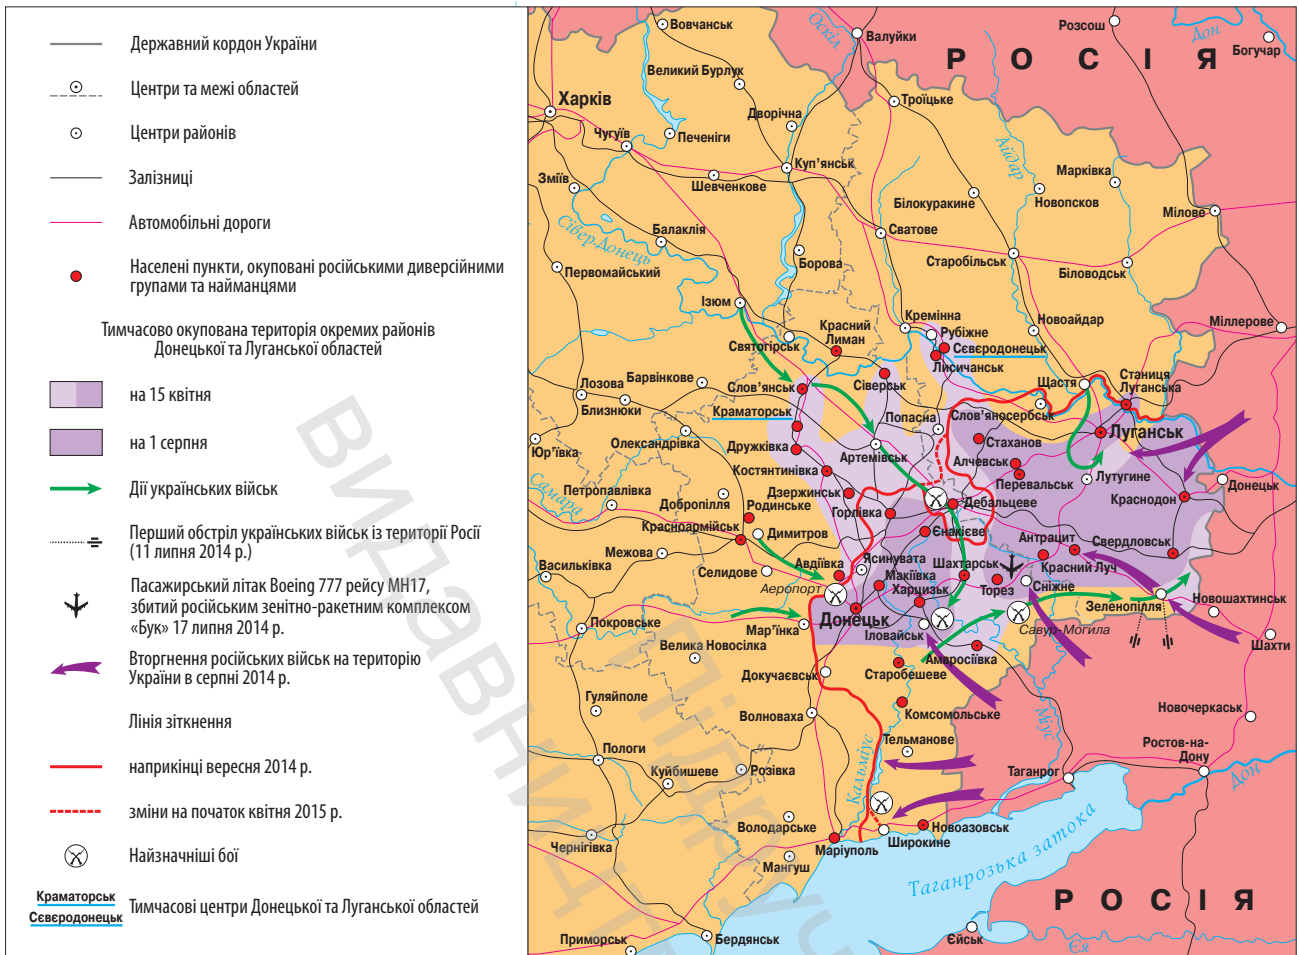 Державний кордон України
Центри та межі областей
Центри районів
Залізниці
Автомобільні дороги
Населені пункти, окуповані російськими диверсійними
групами та найманцями
Тимчасово окупована територія окремих районів
Донецької та Луганської областей
на 15 квітня
на 1 серпня
Дії українських військ
Перший обстріл українських військ із території Росії
(11 липня 2014 р.)
Пасажирький літак Boeing 777 рейсу MH17,
збитий російським зенітно-ракетним комплексом
«Бук» 17 липня 2014 р.
Вторгнення російських військ на територію
України в серпні 2014 р.
Лінія зіткнення
наприкінці вересня 2014 р.
зміни на початок квітня 2015 р.
Найзначніші бої
Краматорськ
Сєвєродонецьк
Тимчасові центри Донецької та Луганської областей
Вовчанськ
Оскіл
Валуйки
Розсош
Дон
Богучар
РОСІЯ
Великий Бурлук
Харків
Троїцьке
Дворічна
Чугуїв
Печеніги
Айдар
Куп’янськ
Марківка
Зміїв
Шевченкове
Білокуракине
Новопсков
Мілове
Сівер. Донець
Балаклія
Сватове
Борова
Старобільськ
Біловодськ
Первомайський
Ізюм
Кремінна
Красний
Лиман
Рубіжне
Новоайдар
Міллерове
Святогірськ
Сєвєродонецьк
Лисичанськ
Лозова
Барвінкове
Слов’янськ
Сіверськ
Щастя
Станиця
Луганська
Близнюки
Краматорськ
Попасна
Слов’яносербськ
Луганськ
Юр’ївка
Олександрівка
Дружківка
Артемівськ
Стаханов
Костянтинівка
Алчевськ
Перевальськ
Лутугине
Донецьк
Самара
Петропавлівка
Добропілля
Родинське
Дзержинськ
Горлівка
Дебальцеве
Краснодон
Красноармійськ
Димитров
Єнакієве
Антрацит
Свердловськ
Межова
Ясинувата
Шахтарськ
Красний Луч
Васильківка
Селидове
Авдіївка
Аеропорт
Макіївка
Харцизьк
Торез
Сніжне
Зеленопілля
Новошахтинськ
Покровське
Донецьк
Мар’їнка
Іловайськ
Савур-Могила
Шахти
Велика Новосілка
Амвросіївка
Докучаєвськ
Старобешеве
Гуляйполе
Волноваха
Комсомольське
Міус
Новочеркаськ
Пологи
Тельманове
Ростов-на-
Дону
Куйбишеве
Розівка
Кальміус
Таганрог
Дон
Володарське
Новоазовськ
Чернігівка
Маріуполь
Широкине
Мангуш
Таганрозька затока
РОСІЯ
Приморськ
Бердянськ
Єйськ
Єя